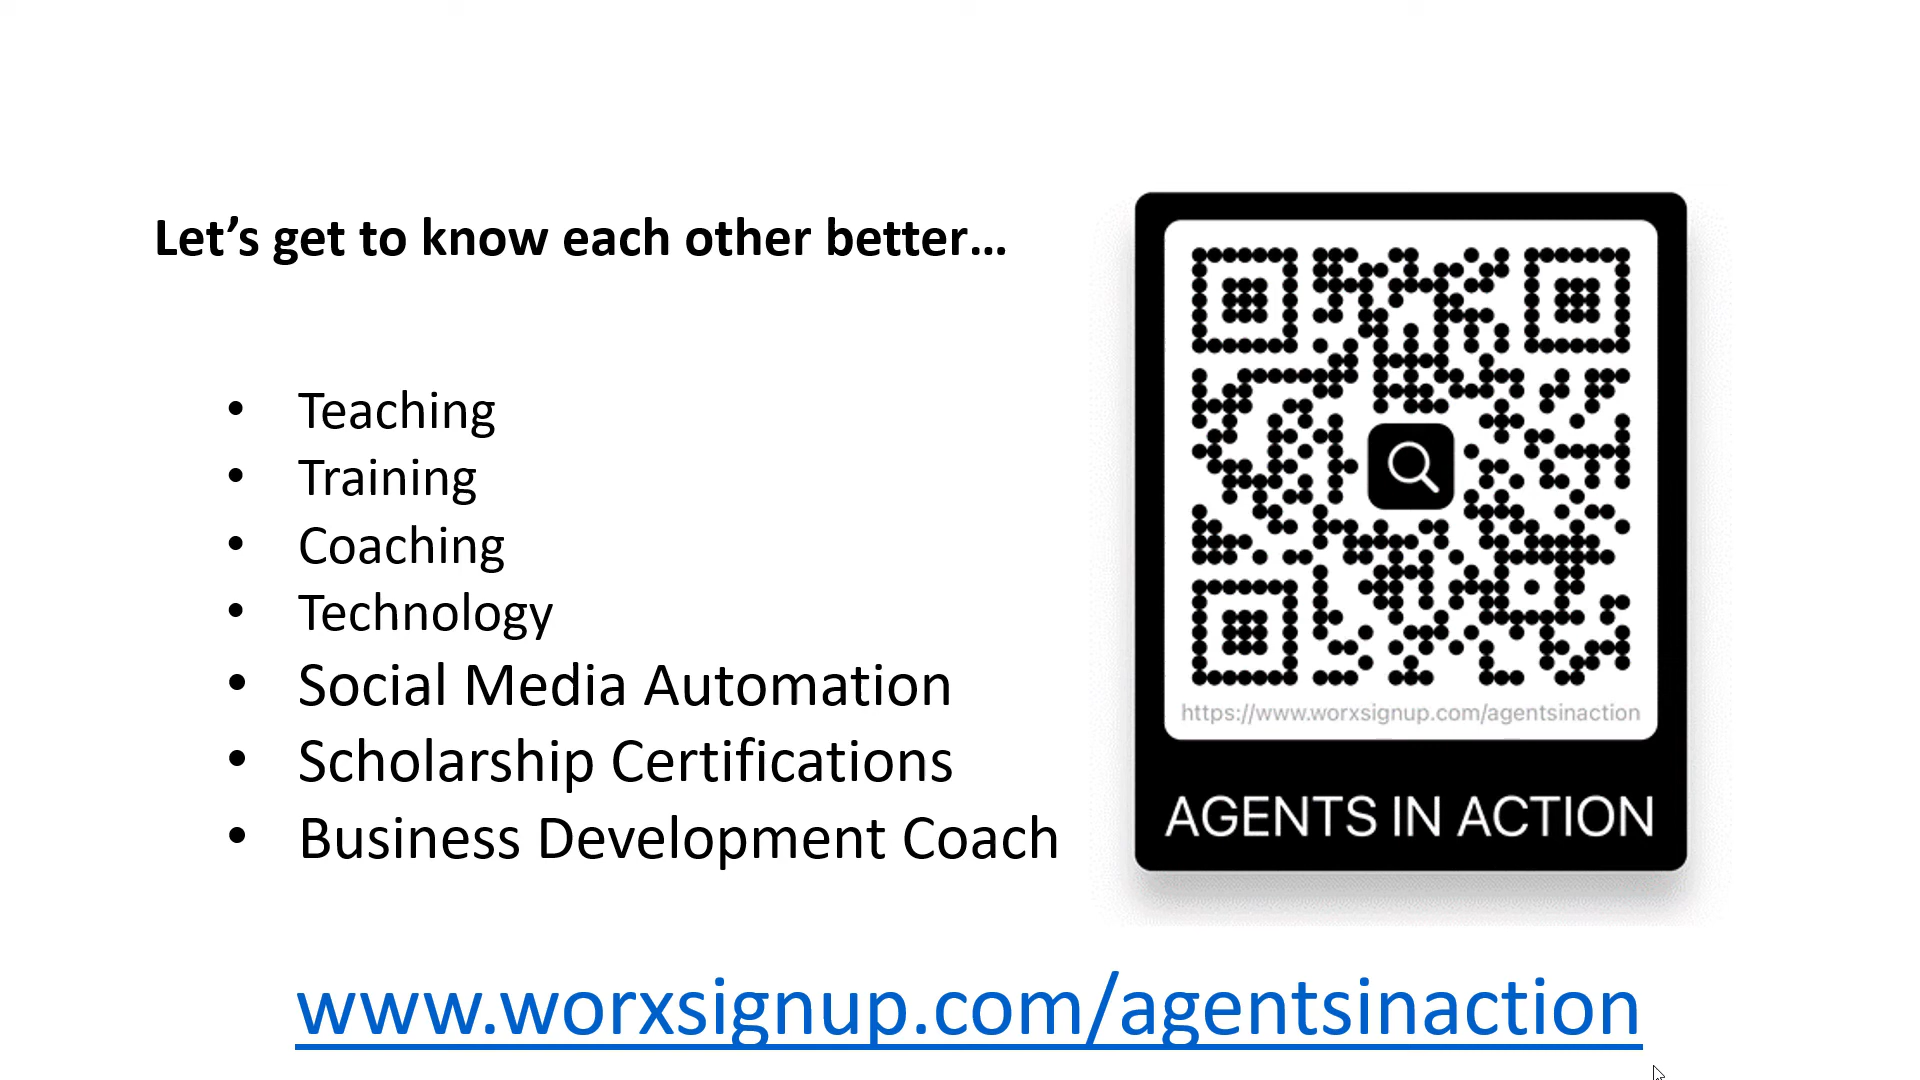 Let’s get to know each other better…
• Teaching
• Training
• Coaching
• Technology
• Social Media Automation
• Scholarship Certifications
• Business Development Coach
https://www.worxsignup.com/agentsinaction
AGENTS IN ACTION
www.worxsignup.com/agentsinaction